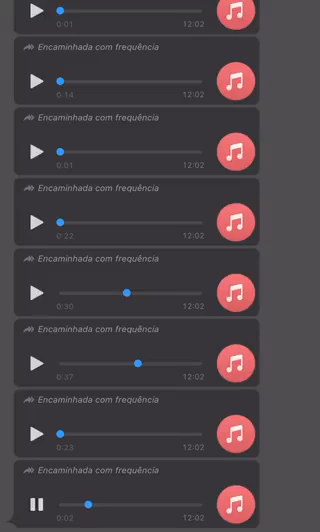 0:01 12:02
Encaminhada com frequência
0:14 12:02
Encaminhada com frequência
0:01 12:02
Encaminhada com frequência
0:22 12:02
Encaminhada com frequência
0:30 12:02
Encaminhada com frequência
0:37 12:02
Encaminhada com frequência
0:23 12:02
Encaminhada com frequência
0:02 12:02